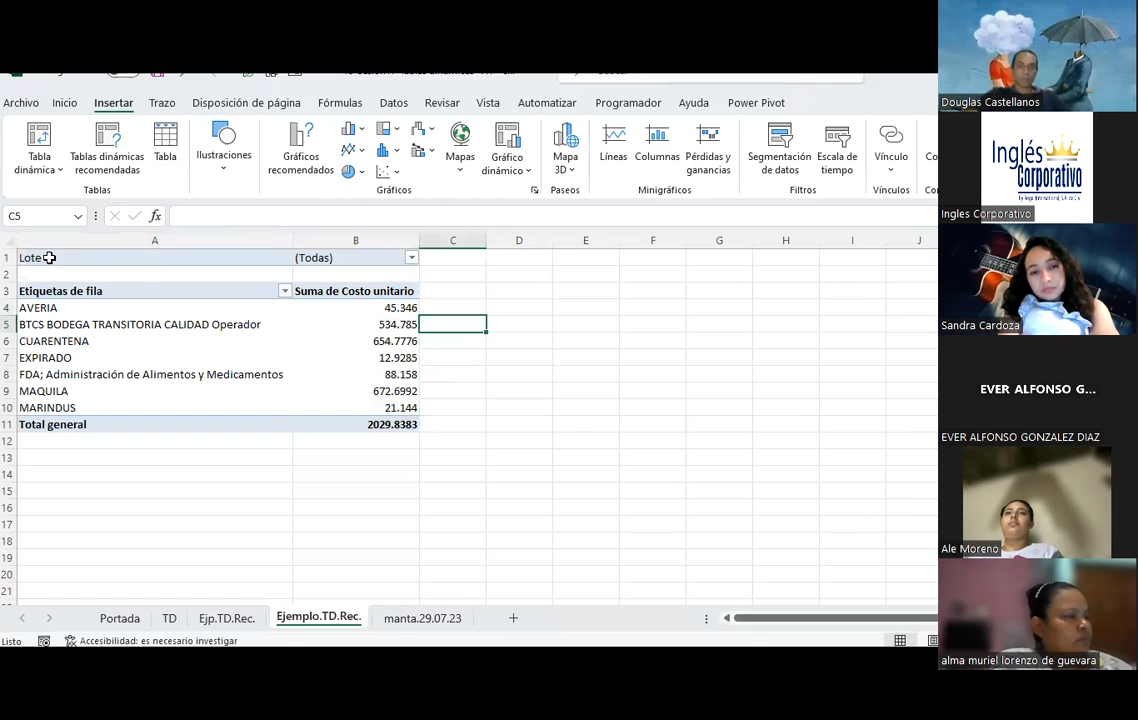 Archivo Inicio Insertar Trazo Disposición de página Fórmulas Datos Revisar Vista Automatizar Programador Ayuda Power Pivot
Tabla dinámica
Tablas dinámicas recomendadas
Tabla
Tablas
Ilustraciones
Gráficos recomendados
Mapas
Gráfico dinámico
Gráficos
Mapa 3D
Paseos
Líneas
Columnas
Pérdidas y ganancias
Minigráficos
Segmentación de datos
Escala de tiempo
Filtros
Vínculo
Vínculos
C5
fx
A B C D E F G H I J
1 Lote (Todas)
2
3 Etiquetas de fila Suma de Costo unitario
4 AVERIA 45.346
5 BTCS BODEGA TRANSITORIA CALIDAD Operador 534.785
6 CUARENTENA 654.7776
7 EXPIRADO 12.9285
8 FDA; Administración de Alimentos y Medicamentos 88.158
9 MAQUILA 672.6992
10 MARINDUS 21.144
11 Total general 2029.8383
12
13
14
15
16
17
18
19
20
21
Portada TD Ejp.TD.Rec. Ejemplo.TD.Rec. manta.29.07.23
Listo Accesibilidad: es necesario investigar
Douglas Castellanos
Inglés
Corporativo
Ingles Corporativo
Sandra Cardoza
EVER ALFONSO G...
EVER ALFONSO GONZALEZ DIAZ
Ale Moreno
alma muriel lorenzo de guevara